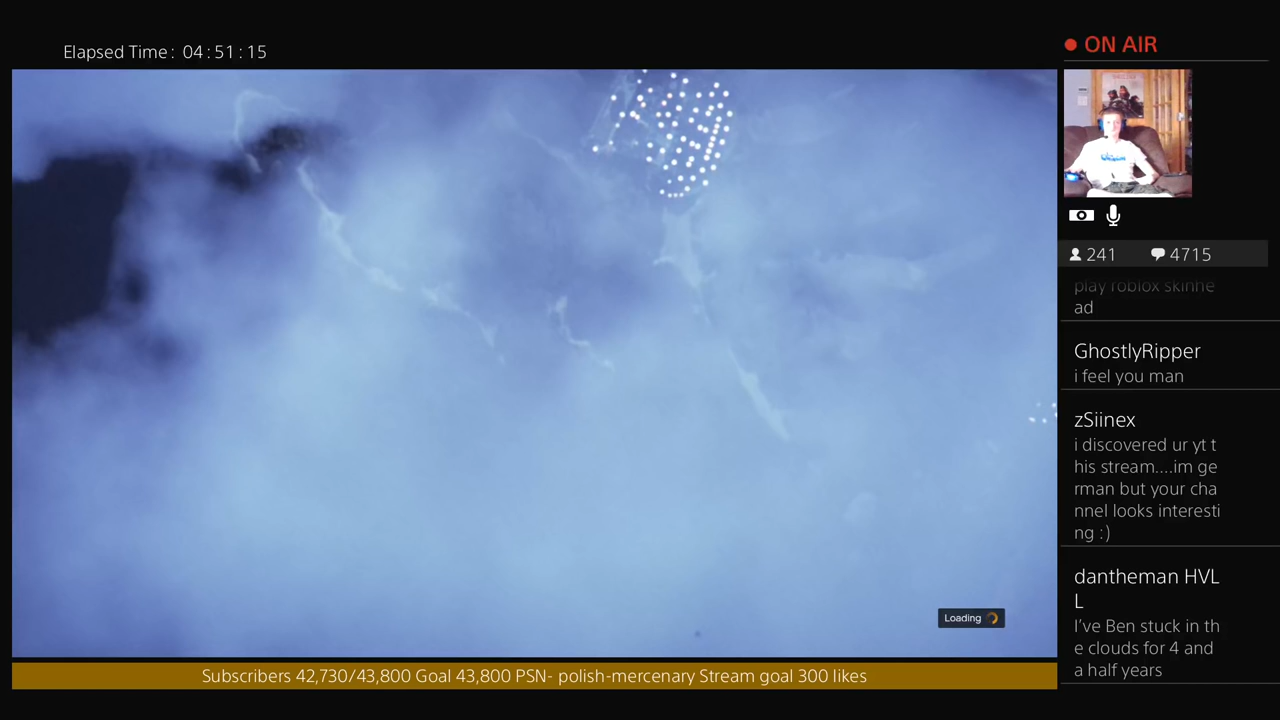 Elapsed Time: 04:51:15
ON AIR
241 4715
play roblox skinhe
ad
GhostlyRipper
i feel you man
zSiinex
i discovered ur yt t
his stream....im ge
rman but your cha
nnel looks interesti
ng :)
dantheman HVL
L
I've Ben stuck in th
e clouds for 4 and
a half years
Loading
Subscribers 42,730/43,800 Goal 43,800 PSN- polish-mercenary Stream goal 300 likes